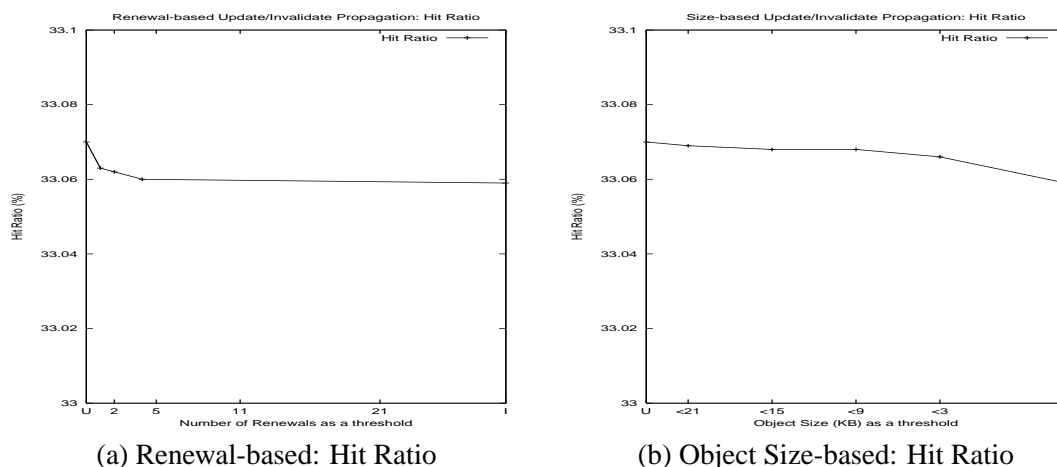 Renewal-based Update/Invalidate Propagation: Hit Ratio
Hit Ratio
33.1
33.08
33.06
33.04
33.02
33
Hit Ratio (%)
U 2 5 11 21 I
Number of Renewals as a threshold
(a) Renewal-based: Hit Ratio
Size-based Update/Invalidate Propagation: Hit Ratio
Hit Ratio
33.1
33.08
33.06
33.04
33.02
33
Hit Ratio (%)
U <21 <15 <9 <3
Object Size (KB) as a threshold
(b) Object Size-based: Hit Ratio